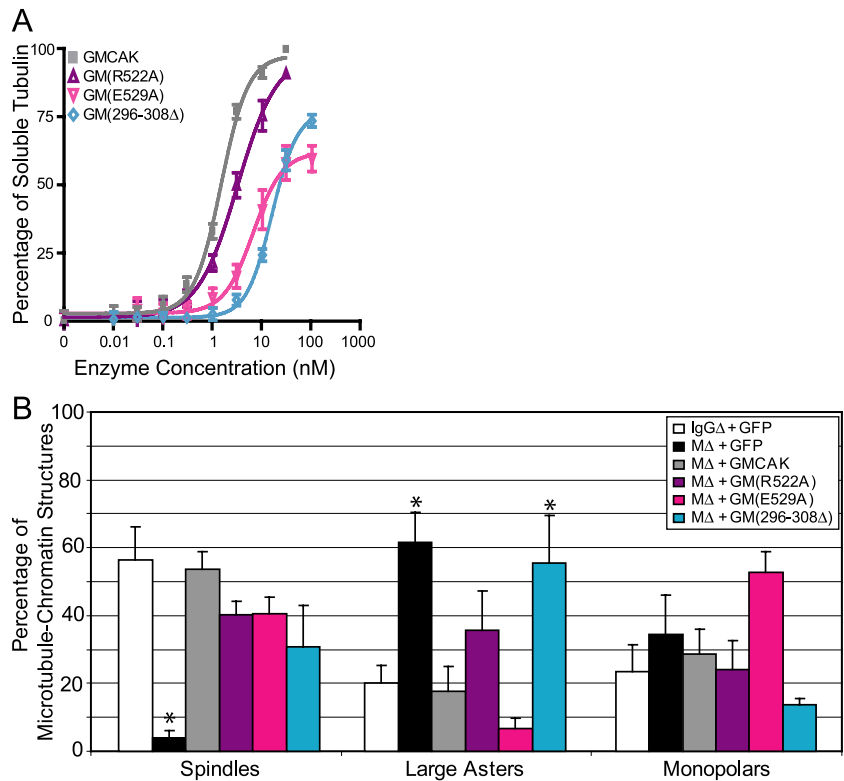 A
GMCAK
GM(R522A)
GM(E529A)
GM(296-308Δ)
Percentage of Soluble Tubulin
100
75
50
25
0
0 0.01 0.1 1 10 100 1000
Enzyme Concentration (nM)
B
Percentage of
Microtubule-Chromatin Structures
100
80
60
40
20
0
IgGΔ+GFP
MΔ+GFP
MΔ+GMCAK
MΔ+GM(R522A)
MΔ+GM(E529A)
MΔ+GM(296-308Δ)
* * *
Spindles Large Asters Monopolars